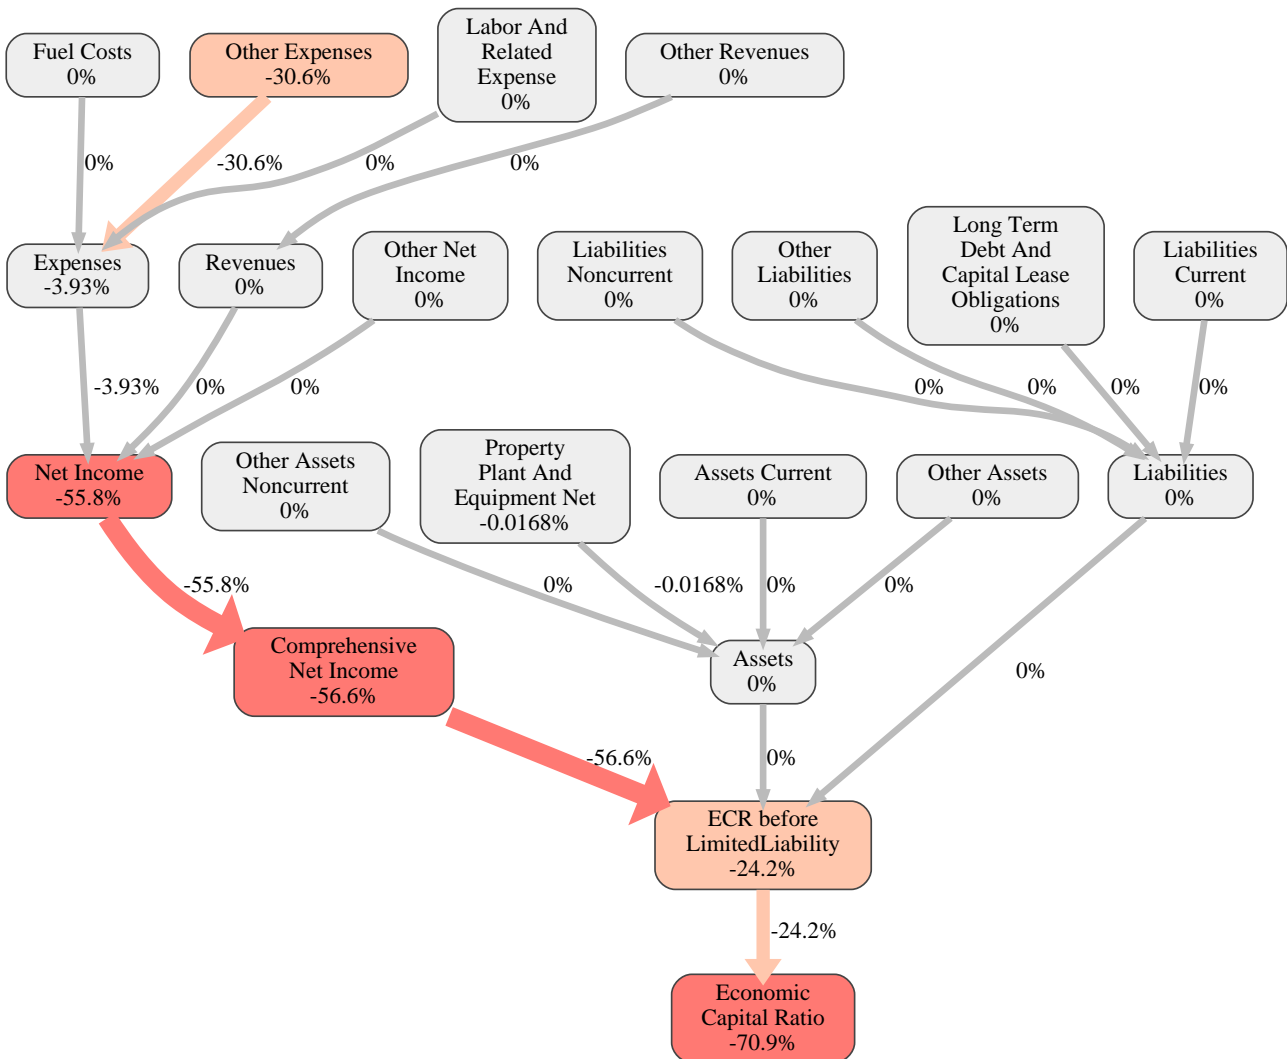 Fuel Costs
0%
Other Expenses
-30.6%
Labor And
Related
Expense
0%
Other Revenues
0%
0%
-30.6%
0%
0%
Expenses
-3.93%
Revenues
0%
Other Net
Income
0%
Liabilities
Noncurrent
0%
Other
Liabilities
0%
Long Term
Debt And
Capital Lease
Obligations
0%
Liabilities
Current
0%
-3.93%
0%
0%
0%
0%
0%
0%
Net Income
-55.8%
Other Assets
Noncurrent
0%
Property
Plant And
Equipment Net
-0.0168%
Assets Current
0%
Other Assets
0%
Liabilities
0%
-55.8%
0%
-0.0168%
0%
0%
Comprehensive
Net Income
-56.6%
Assets
0%
0%
-56.6%
0%
ECR before
LimitedLiability
-24.2%
-24.2%
Economic
Capital Ratio
-70.9%